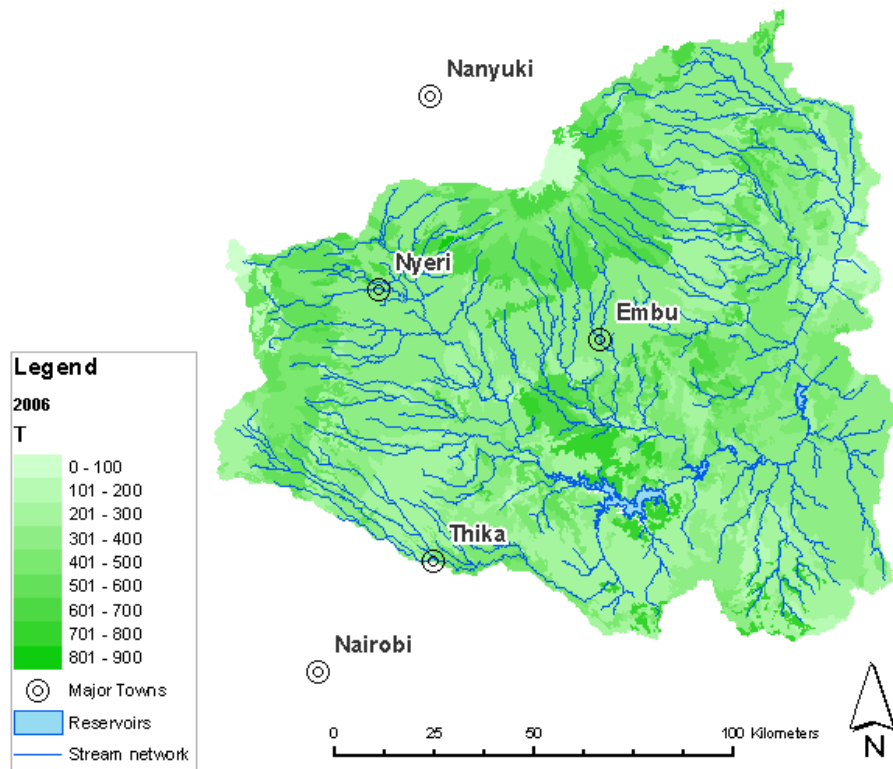 Nanyuki
Nyeri
Embu
Legend
2006
T
0 - 100
101 - 200
201 - 300
301 - 400
401 - 500
501 - 600
601 - 700
701 - 800
801 - 900
Major Towns
Reservoirs
Stream network
Thika
Nairobi
0 25 50 100 Kilometers
N